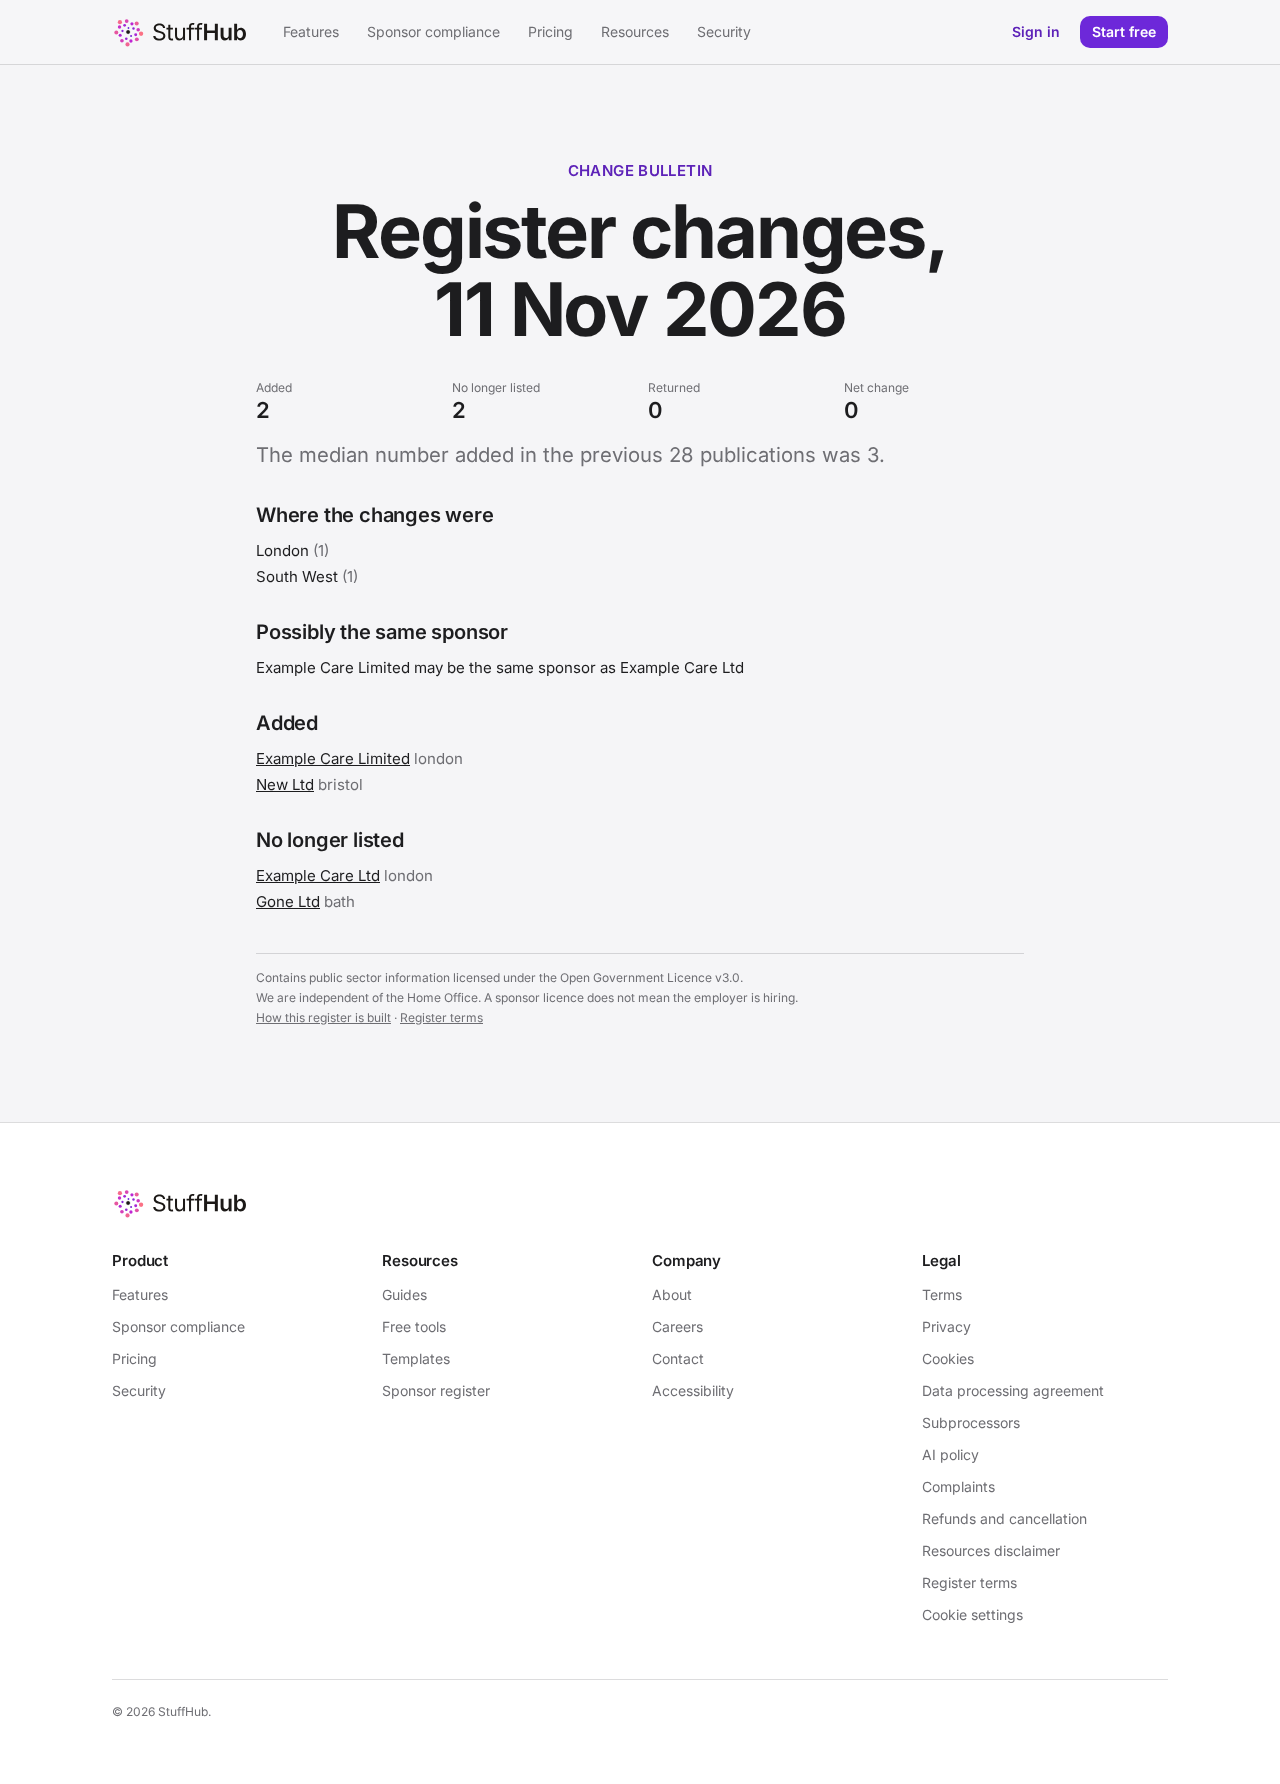 StuffHub
Features
Sponsor compliance
Pricing
Resources
Security
Sign in
Start free
CHANGE BULLETIN
Register changes,
11 Nov 2026
Added
2
No longer listed
2
Returned
0
Net change
0
The median number added in the previous 28 publications was 3.
Where the changes were
London (1)
South West (1)
Possibly the same sponsor
Example Care Limited may be the same sponsor as Example Care Ltd
Added
Example Care Limited london
New Ltd bristol
No longer listed
Example Care Ltd london
Gone Ltd bath
Contains public sector information licensed under the Open Government Licence v3.0.
We are independent of the Home Office. A sponsor licence does not mean the employer is hiring.
How this register is built · Register terms
StuffHub
Product
Features
Sponsor compliance
Pricing
Security
Resources
Guides
Free tools
Templates
Sponsor register
Company
About
Careers
Contact
Accessibility
Legal
Terms
Privacy
Cookies
Data processing agreement
Subprocessors
AI policy
Complaints
Refunds and cancellation
Resources disclaimer
Register terms
Cookie settings
© 2026 StuffHub.